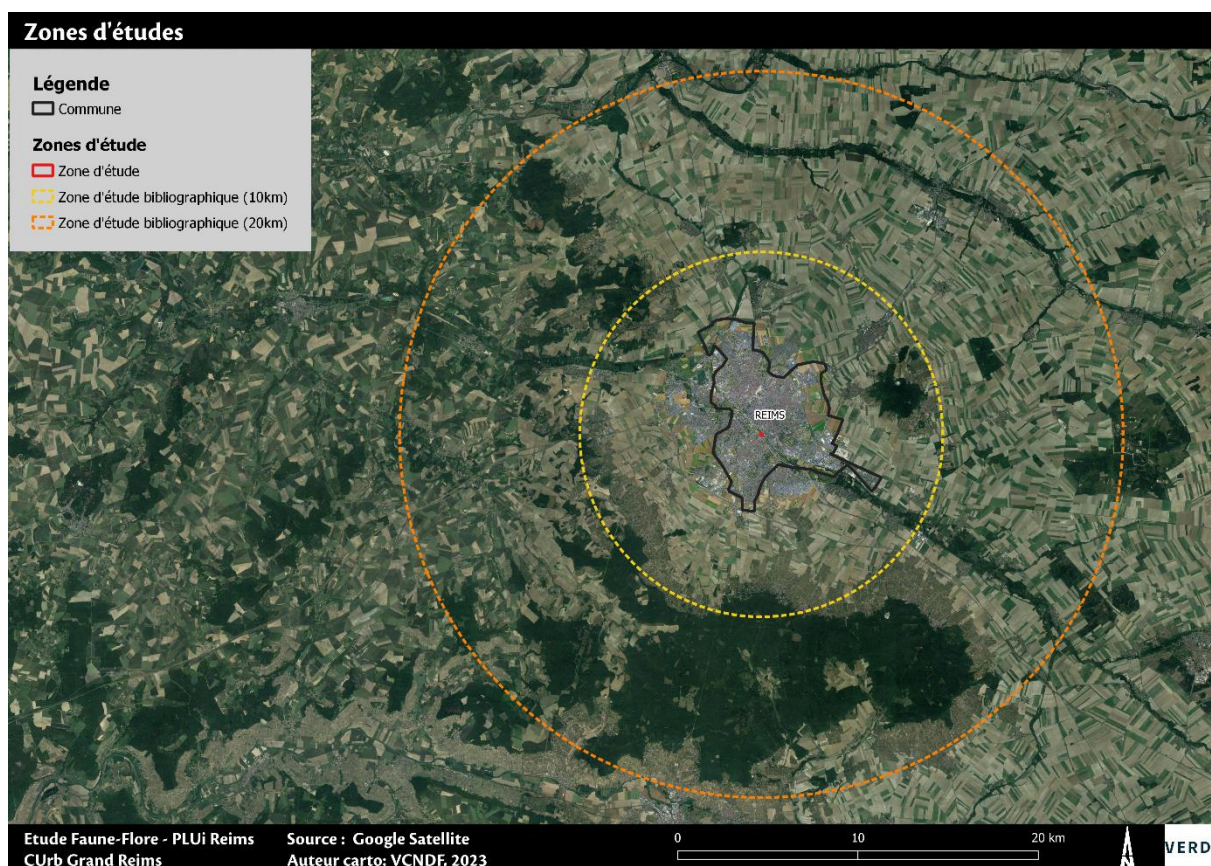 Zones d'études
Légende
Commune
Zones d'étude
Zone d'étude
Zone d'étude bibliographique (10km)
Zone d'étude bibliographique (20km)
REIMS
Etude Faune-Flore - PLUi Reims
CUrb Grand Reims
Source : Google Satellite
Auteur carto: VCNDF, 2023
0 10 20 km
VERD